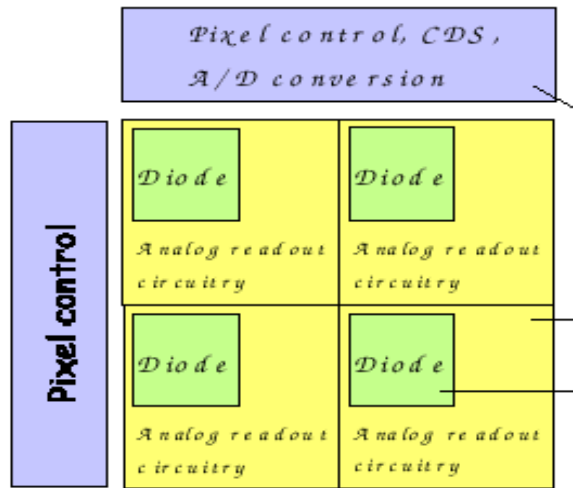 Pixel control, CDS,
A/D conversion
Pixel control
Diode
Analog readout
circuitry
Diode
Analog readout
circuitry
Diode
Analog readout
circuitry
Diode
Analog readout
circuitry